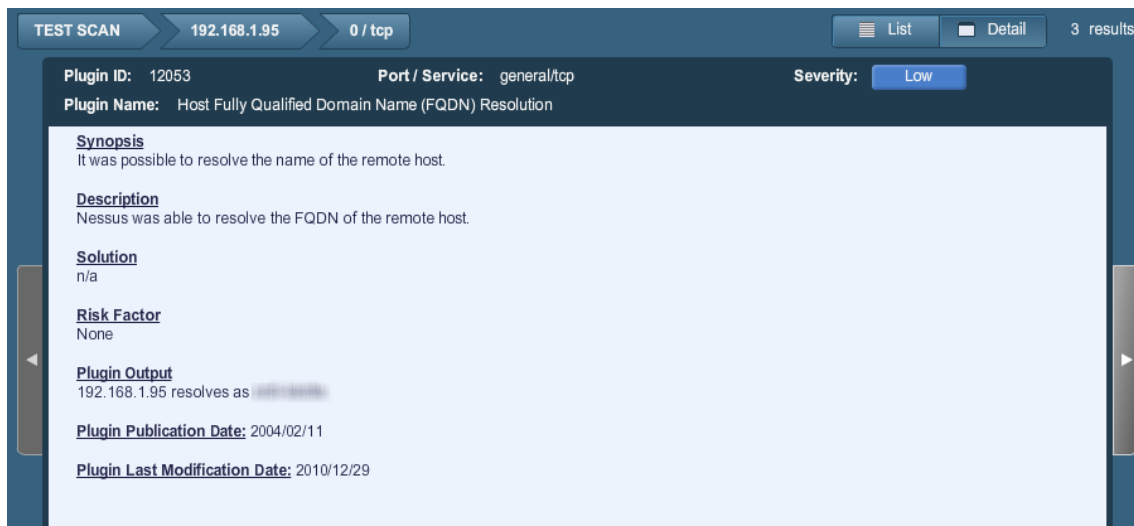 TEST SCAN 192.168.1.95 0 / tcp List Detail 3 results
Plugin ID: 12053 Port / Service: general/tcp Severity: Low
Plugin Name: Host Fully Qualified Domain Name (FQDN) Resolution
Synopsis
It was possible to resolve the name of the remote host.
Description
Nessus was able to resolve the FQDN of the remote host.
Solution
n/a
Risk Factor
None
Plugin Output
192.168.1.95 resolves as
Plugin Publication Date: 2004/02/11
Plugin Last Modification Date: 2010/12/29